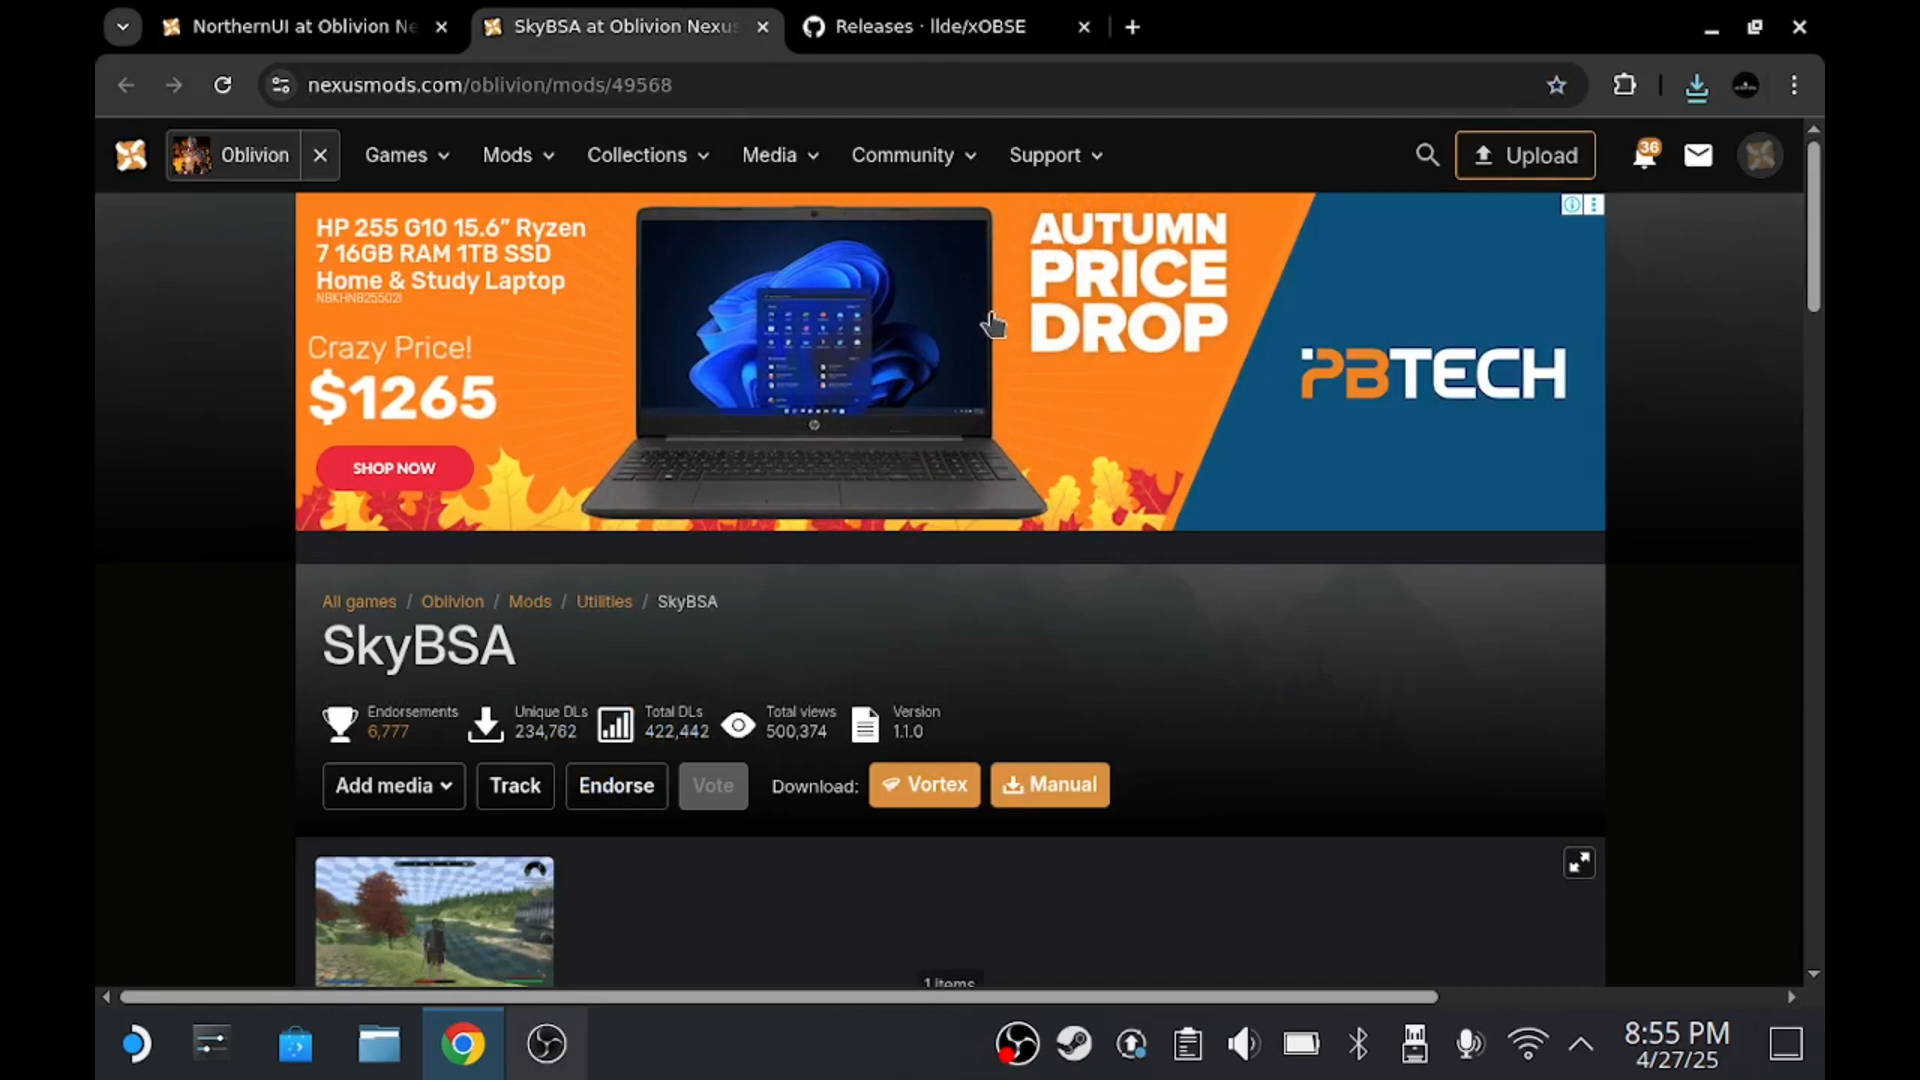 NorthernUI at Oblivion Ne
SkyBSA at Oblivion Nexus
Releases · llde/xOBSE
nexusmods.com/oblivion/mods/49568
Oblivion
Games
Mods
Collections
Media
Community
Support
Upload
36
HP 255 G10 15.6” Ryzen
7 16GB RAM 1TB SSD
Home & Study Laptop
NBKHNB255021
Crazy Price!
$1265
SHOP NOW
hp
AUTUMN
PRICE
DROP
PBTECH
All games / Oblivion / Mods / Utilities / SkyBSA
SkyBSA
Endorsements
6,777
Unique DLs
234,762
Total DLs
422,442
Total views
500,374
Version
1.1.0
Add media
Track
Endorse
Vote
Download:
Vortex
Manual
1 items
8:55 PM
4/27/25